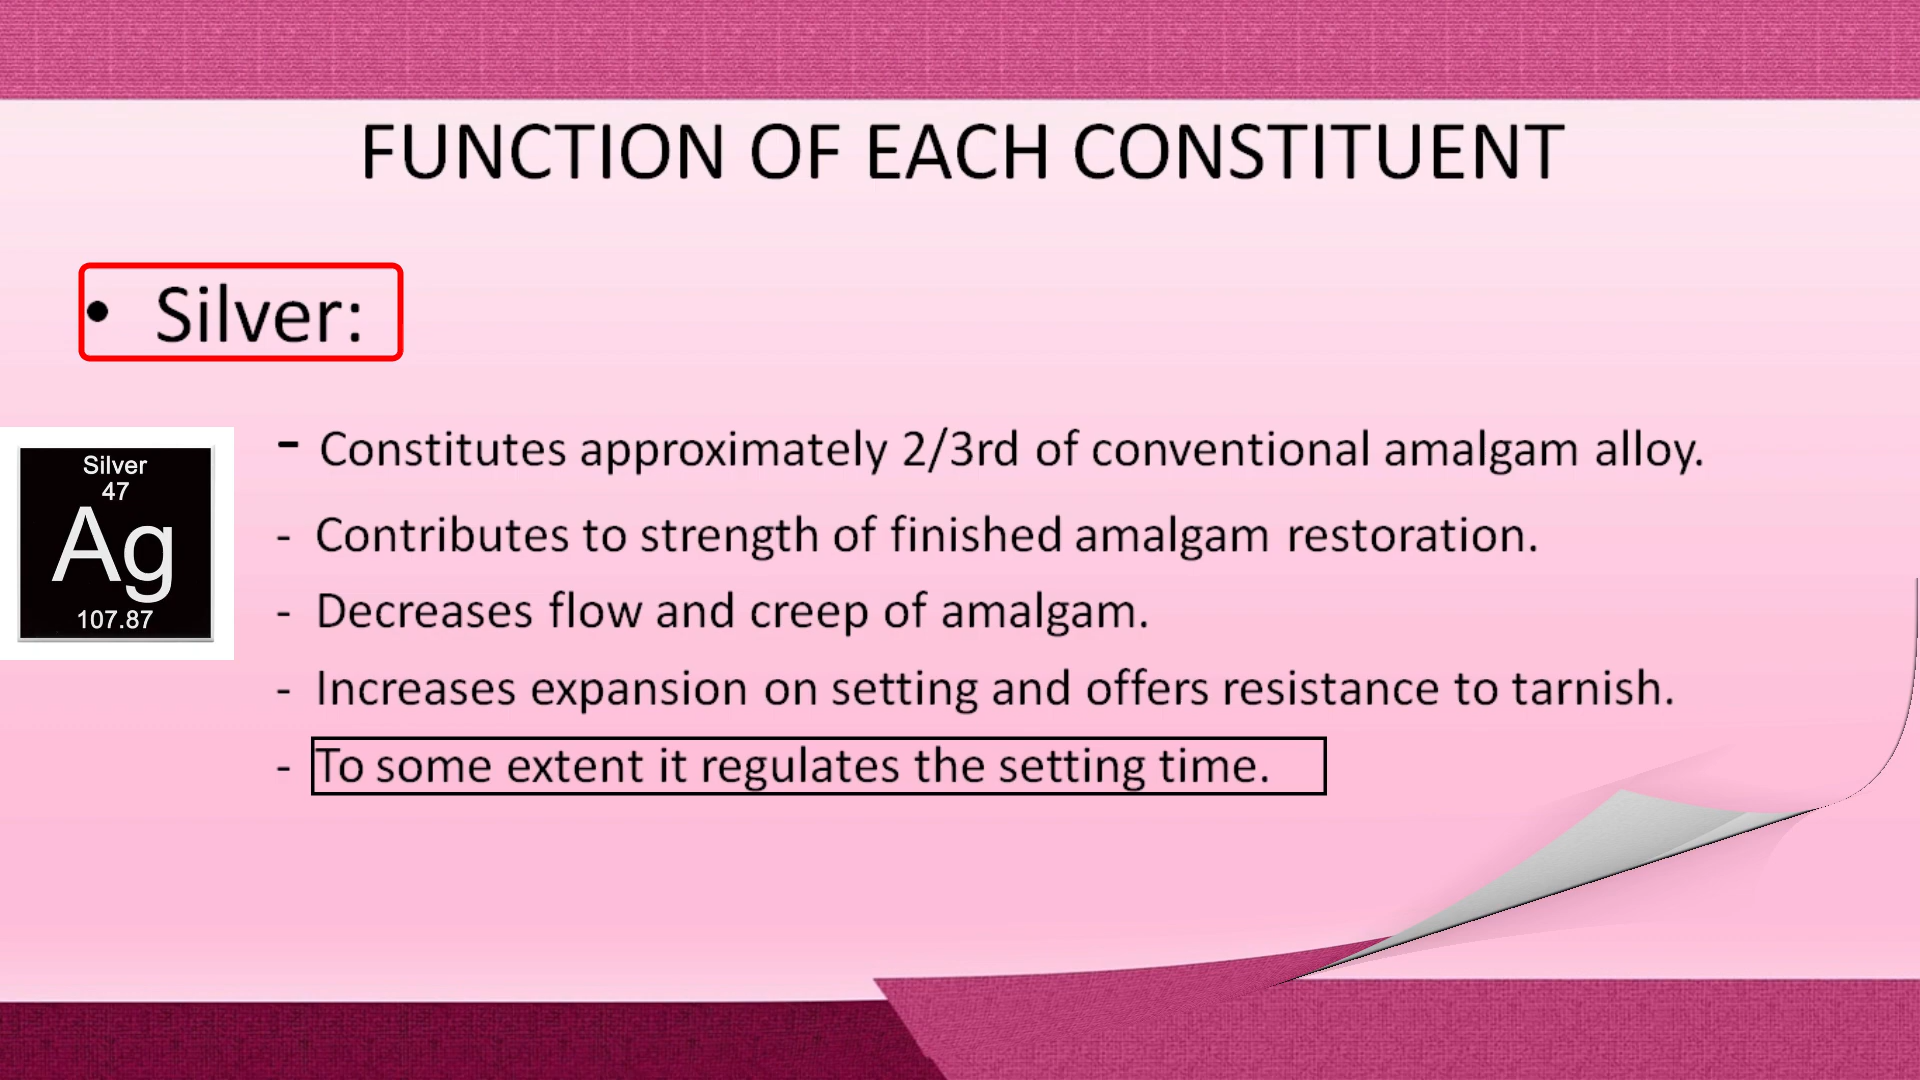 FUNCTION OF EACH CONSTITUENT
• Silver:
Silver
47
Ag
107.87
- Constitutes approximately 2/3rd of conventional amalgam alloy.
- Contributes to strength of finished amalgam restoration.
- Decreases flow and creep of amalgam.
- Increases expansion on setting and offers resistance to tarnish.
- To some extent it regulates the setting time.